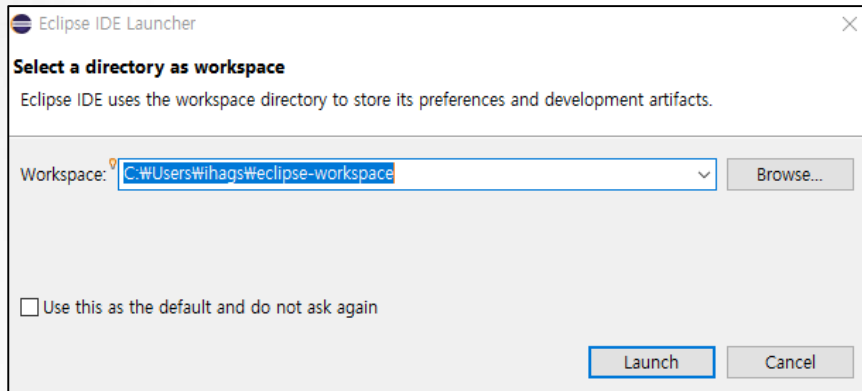 Eclipse IDE Launcher
Select a directory as workspace
Eclipse IDE uses the workspace directory to store its preferences and development artifacts.
Workspace: C:₩Users₩ihags₩eclipse-workspace Browse...
Use this as the default and do not ask again
Launch Cancel